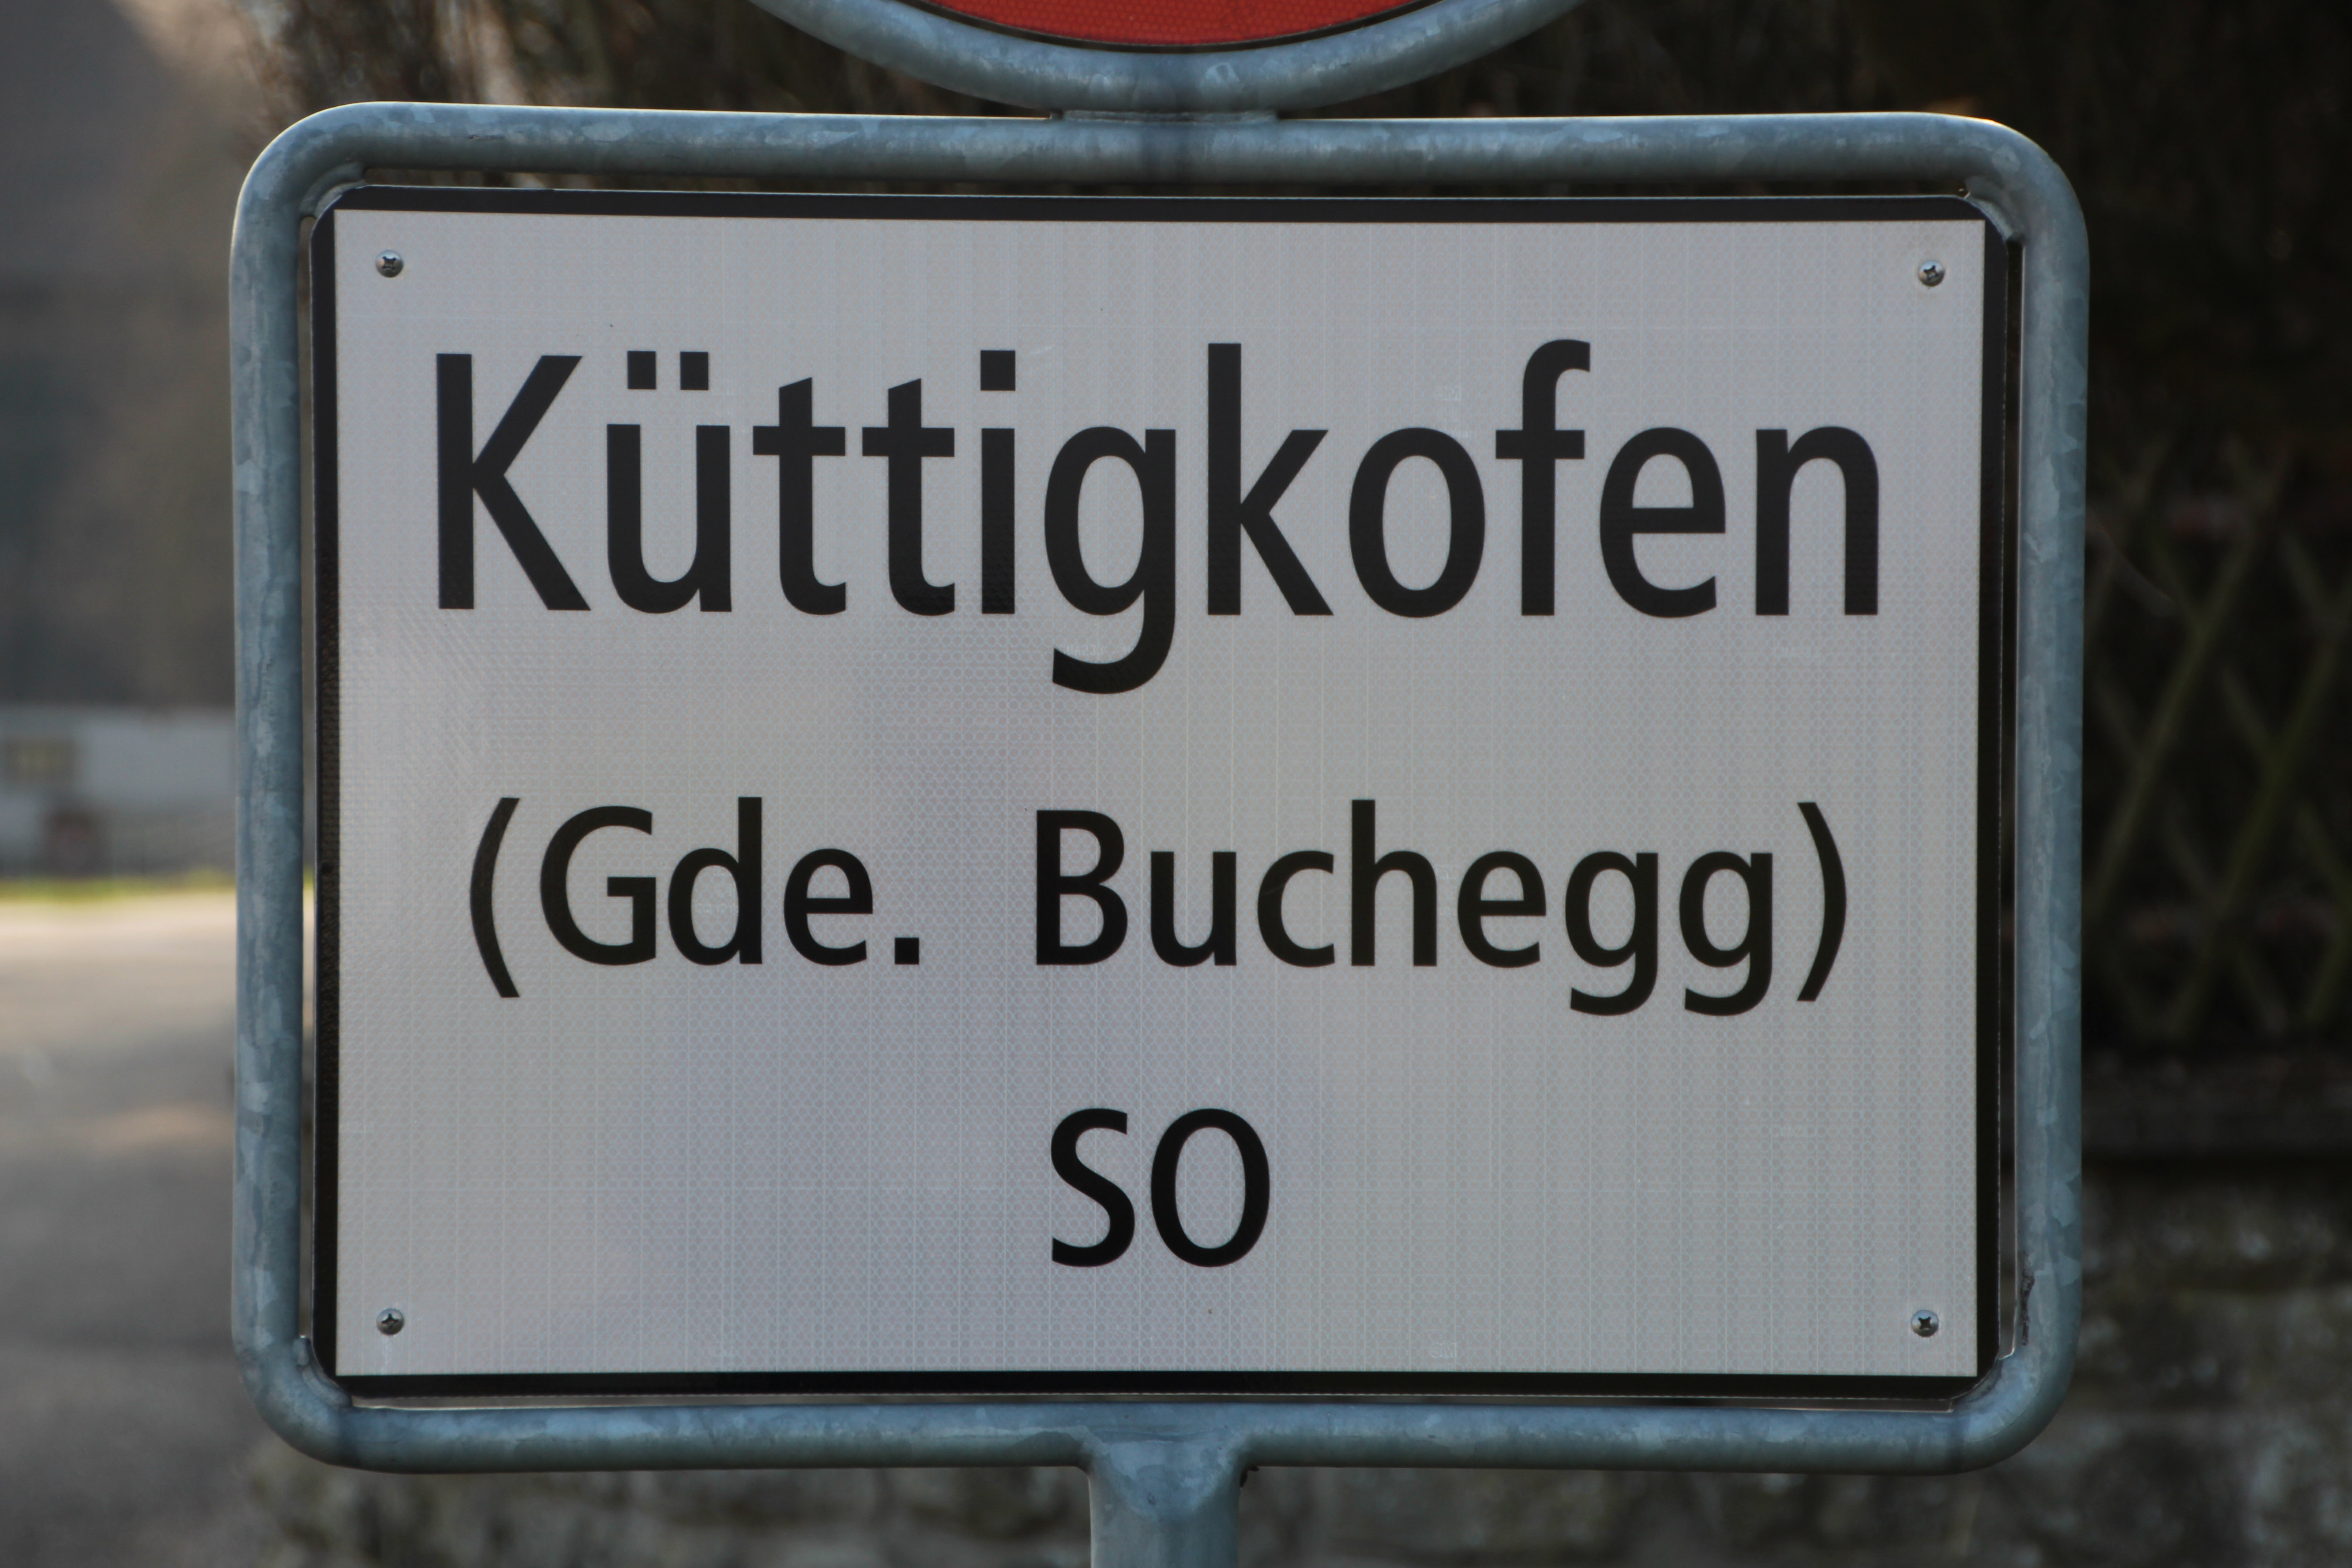 Küttigkofen
(Gde. Buchegg)
SO